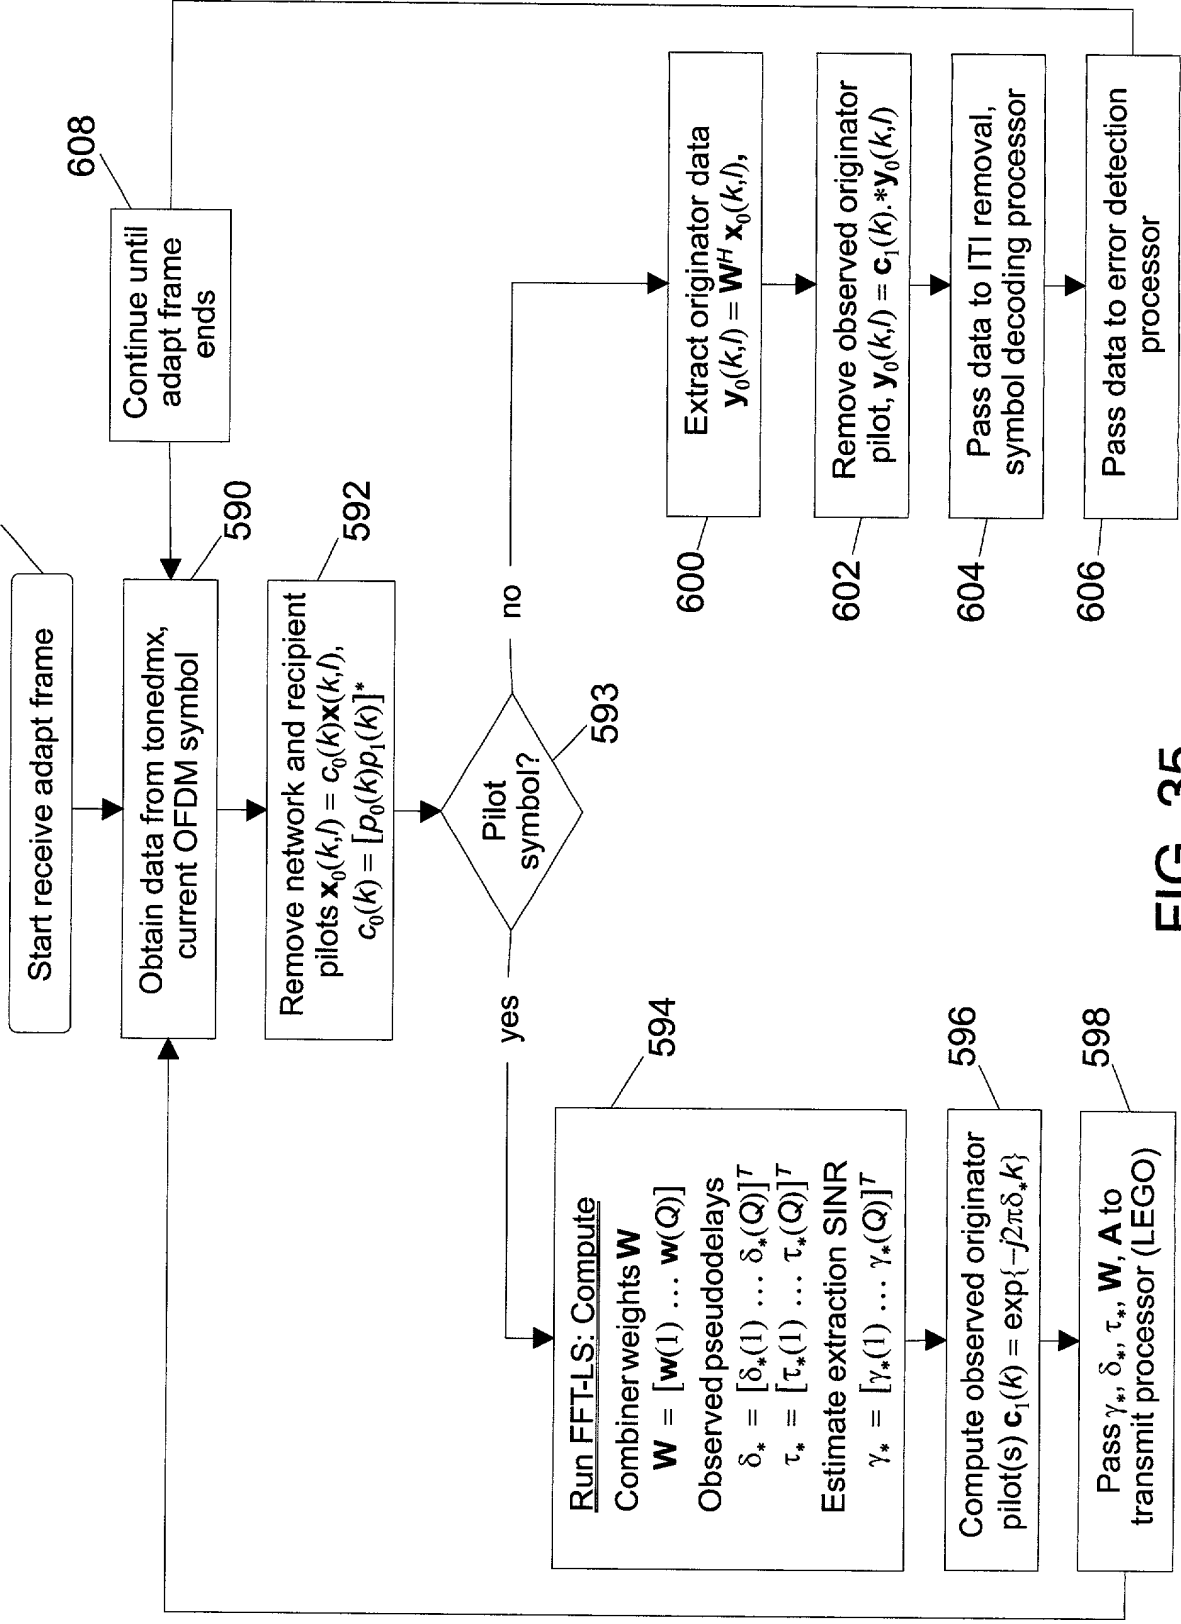 Start receive adapt frame
Obtain data from tonedmx,
current OFDM symbol
590
Continue until
adapt frame
ends
608
Remove network and recipient
pilots x₀(k,l) = c₀(k)x(k,l),
c₀(k) = [p₀(k)p₁(k)]*
592
Pilot
symbol?
593
yes
no
Run FFT-LS: Compute
Combiner weights W
W = [w(1) … w(Q)]
Observed pseudodelays
δ* = [δ*(1) … δ*(Q)]ᵀ
τ* = [τ*(1) … τ*(Q)]ᵀ
Estimate extraction SINR
γ* = [γ*(1) … γ*(Q)]ᵀ
594
Compute observed originator
pilot(s) c₁(k) = exp{−j2πδ*k}
596
Pass γ*, δ*, τ*, W, A to
transmit processor (LEGO)
598
Extract originator data
y₀(k,l) = Wᴴ x₀(k,l),
600
Remove observed originator
pilot, y₀(k,l) = c₁(k).*y₀(k,l)
602
Pass data to ITI removal,
symbol decoding processor
604
Pass data to error detection
processor
606
FIG. 35